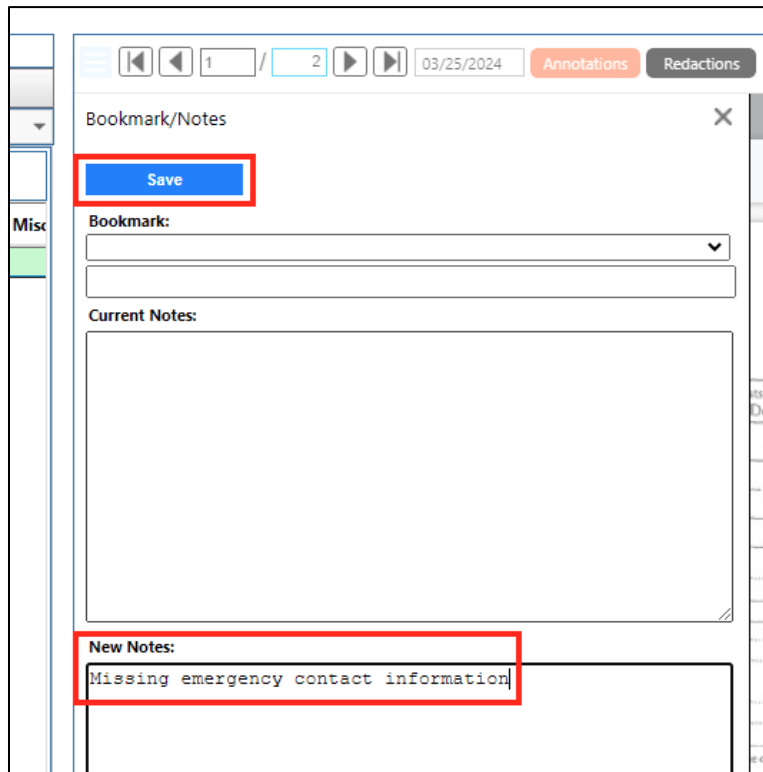 1 / 2 03/25/2024 Annotations Redactions
Bookmark/Notes
Save
Misc
Bookmark:
Current Notes:
New Notes:
Missing emergency contact information